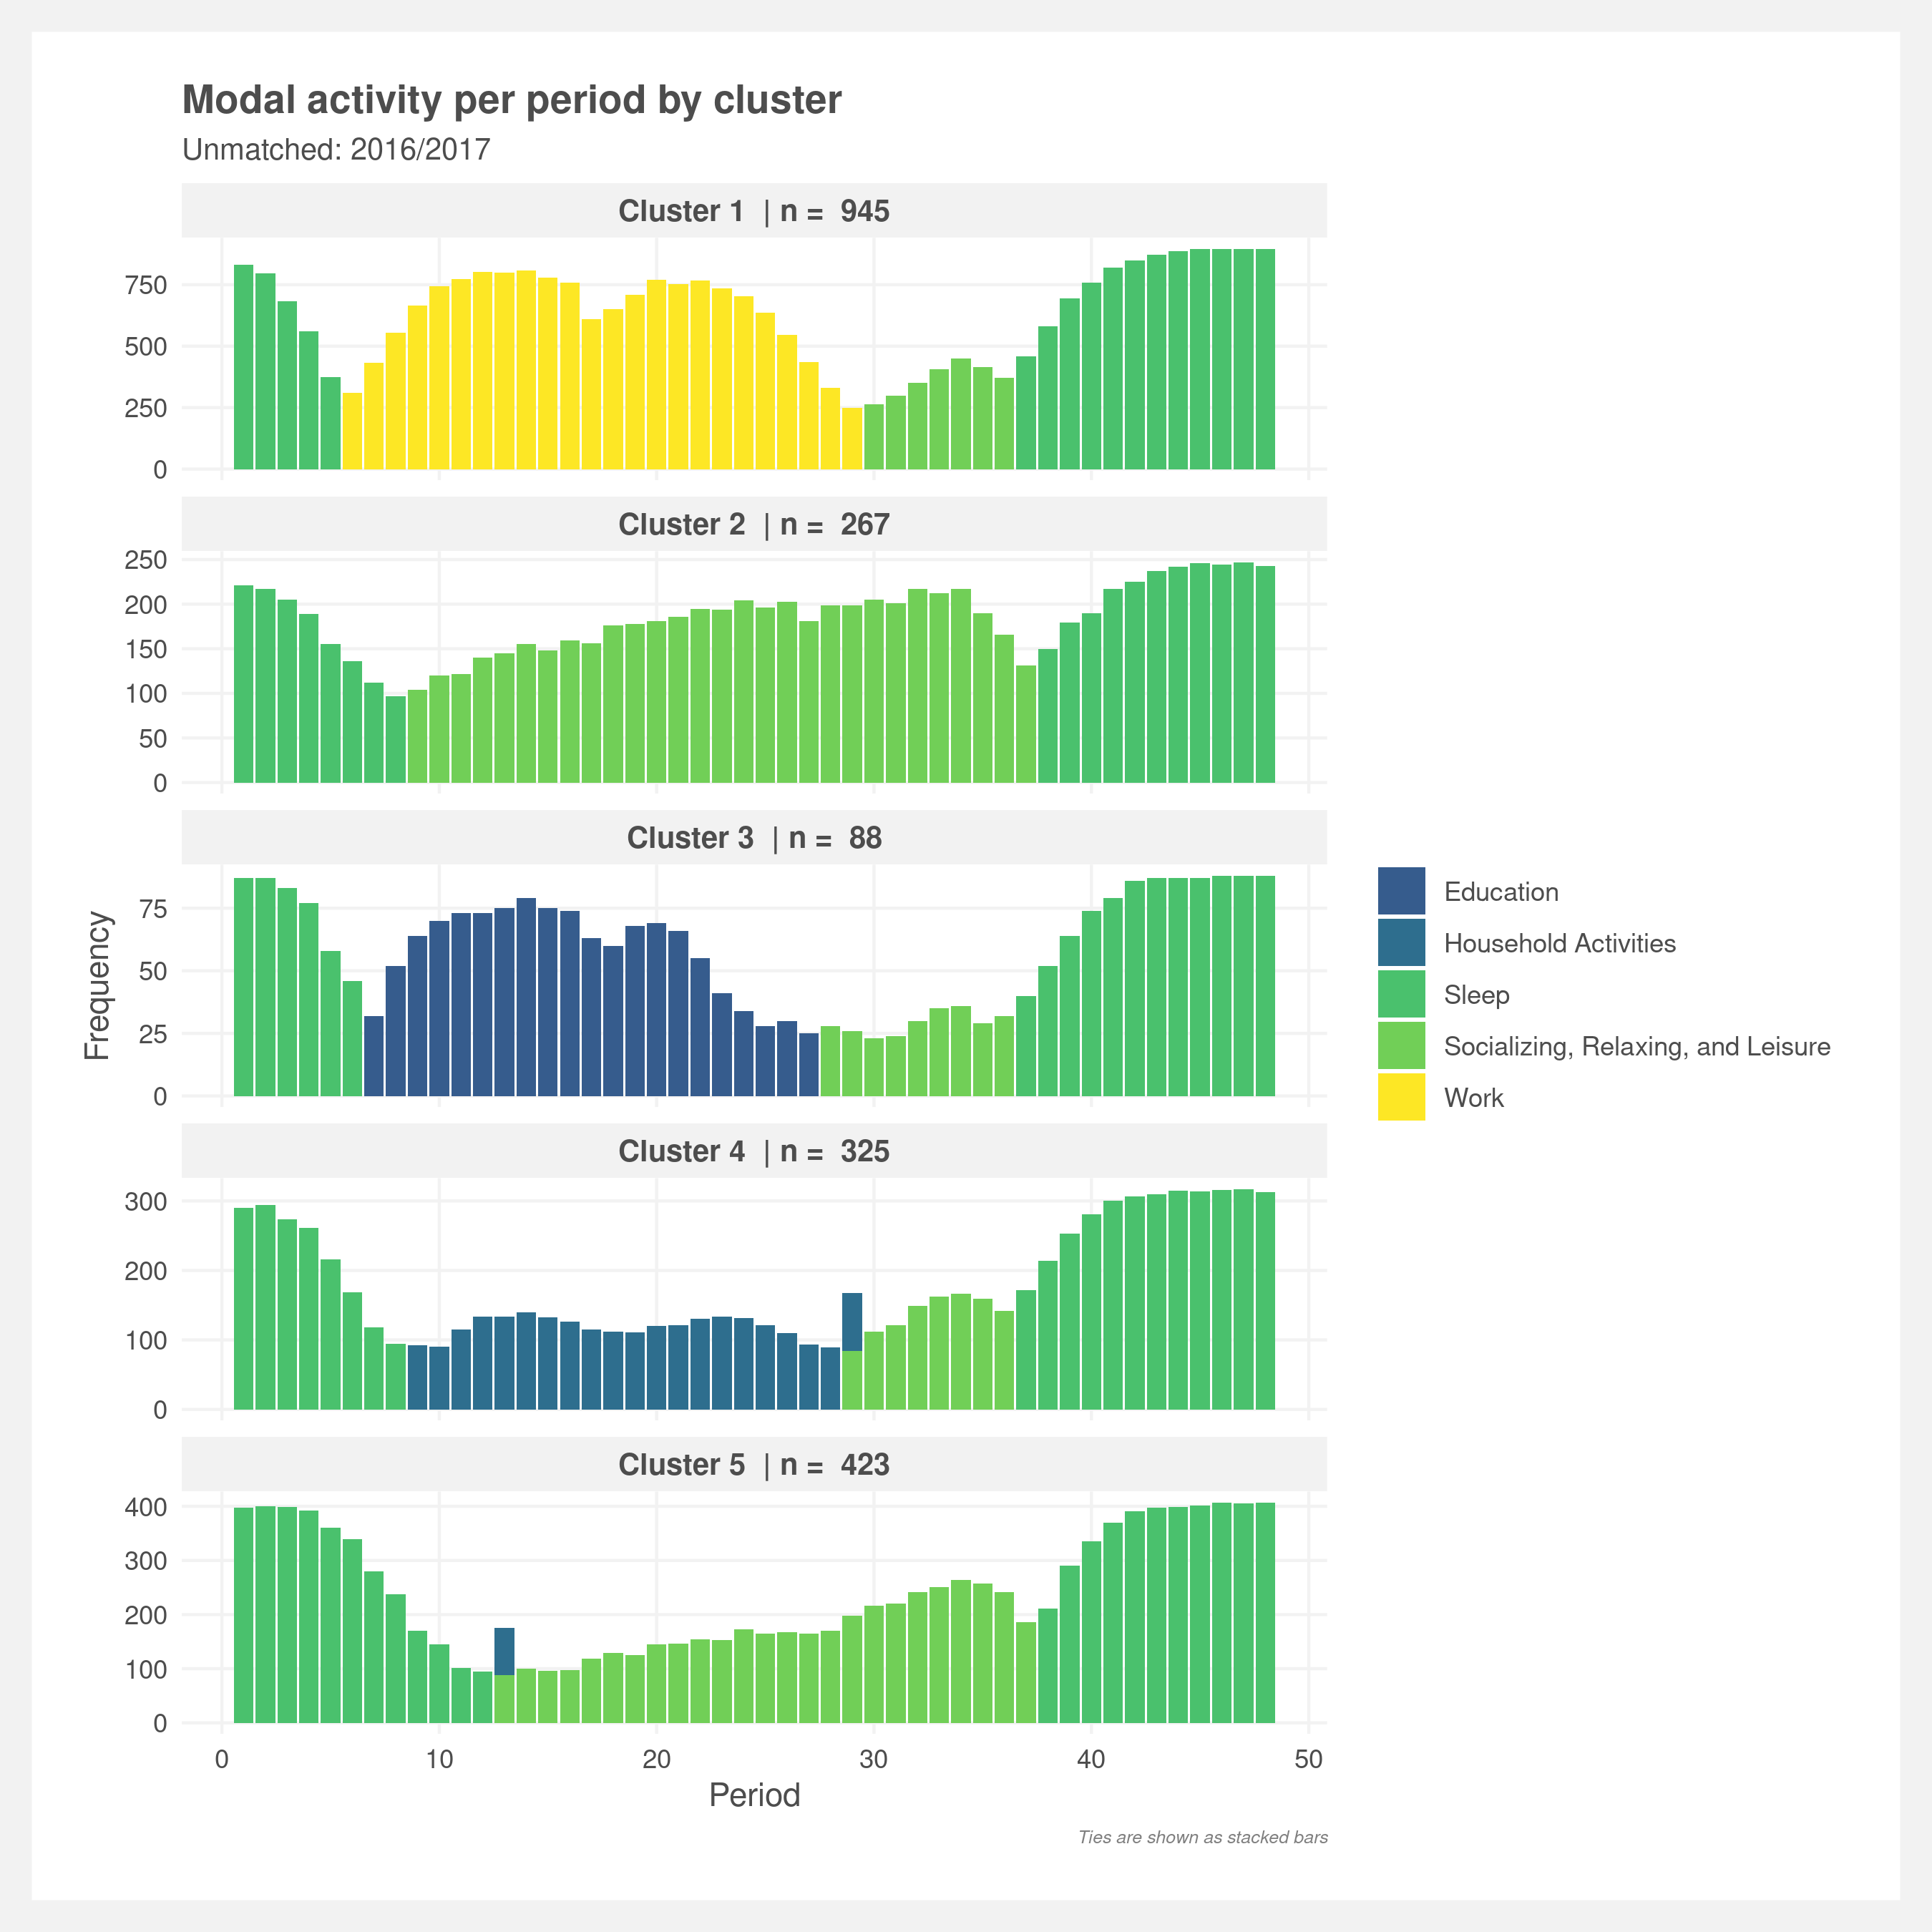 Modal activity per period by cluster
Unmatched: 2016/2017
Cluster 1 | n = 945
750
500
250
0
Cluster 2 | n = 267
250
200
150
100
50
0
Cluster 3 | n = 88
75
50
25
0
Cluster 4 | n = 325
300
200
100
0
Cluster 5 | n = 423
400
300
200
100
0
0 10 20 30 40 50
Period
Frequency
Education
Household Activities
Sleep
Socializing, Relaxing, and Leisure
Work
Ties are shown as stacked bars